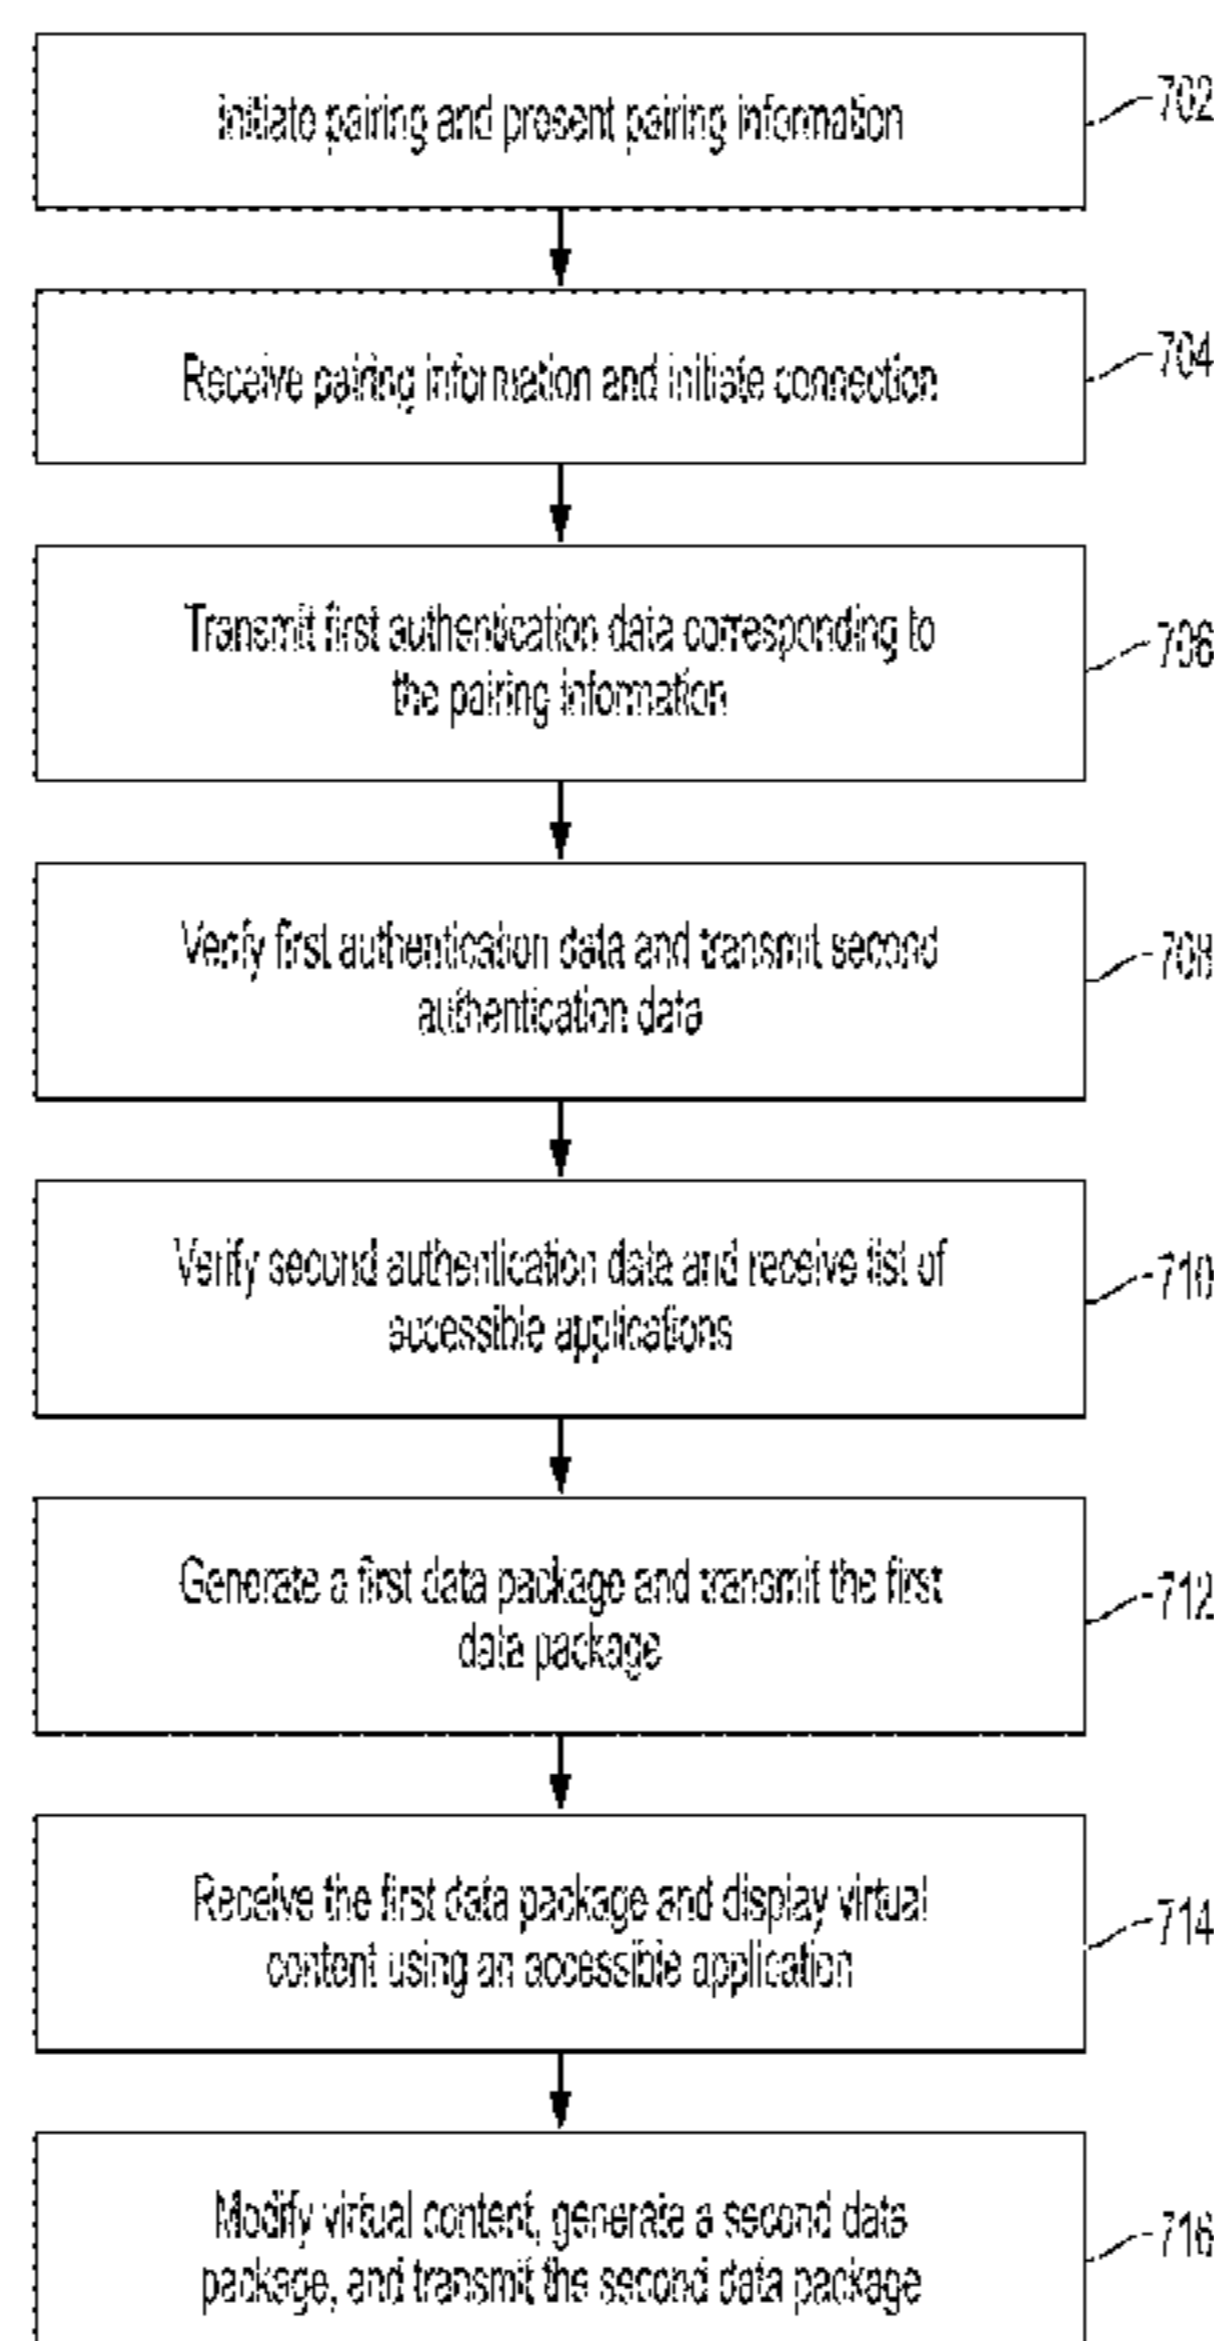 Initiate pairing and present pairing information
702
Receive pairing information and initiate connection
704
Transmit first authentication data corresponding to
the pairing information
706
Verify first authentication data and transmit second
authentication data
708
Verify second authentication data and receive list of
accessible applications
710
Generate a first data package and transmit the first
data package
712
Receive the first data package and display virtual
content using an accessible application
714
Modify virtual content, generate a second data
package, and transmit the second data package
716